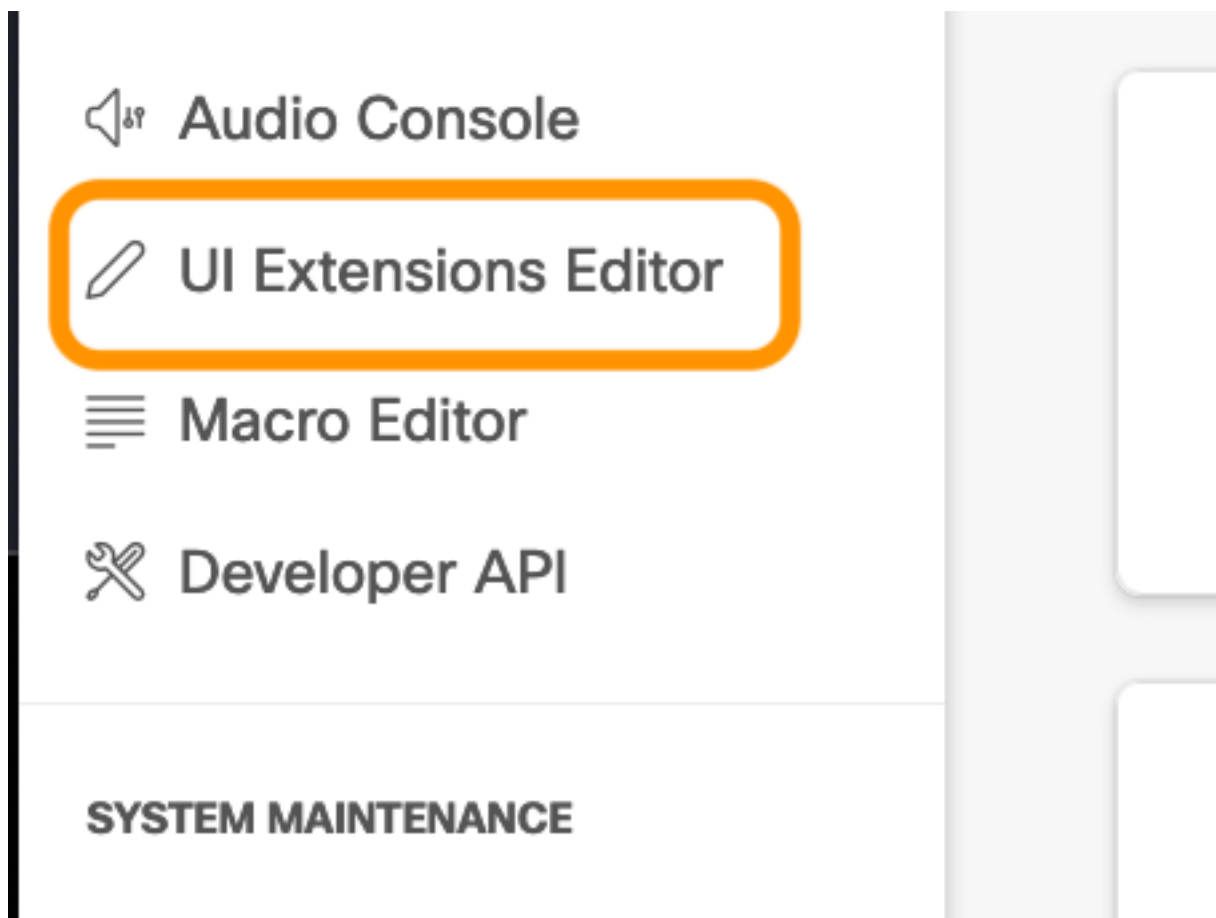 Audio Console
UI Extensions Editor
Macro Editor
Developer API
SYSTEM MAINTENANCE